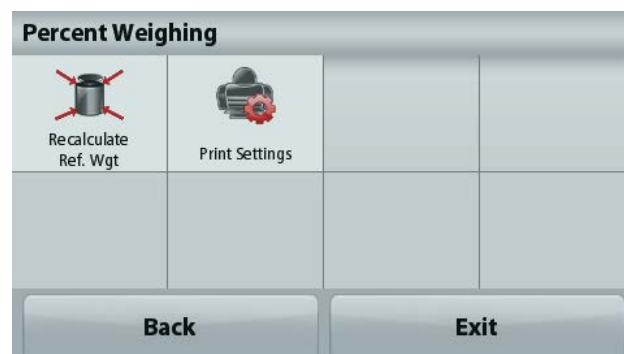 Percent Weighing
Recalculate
Ref. Wgt
Print Settings
Back
Exit